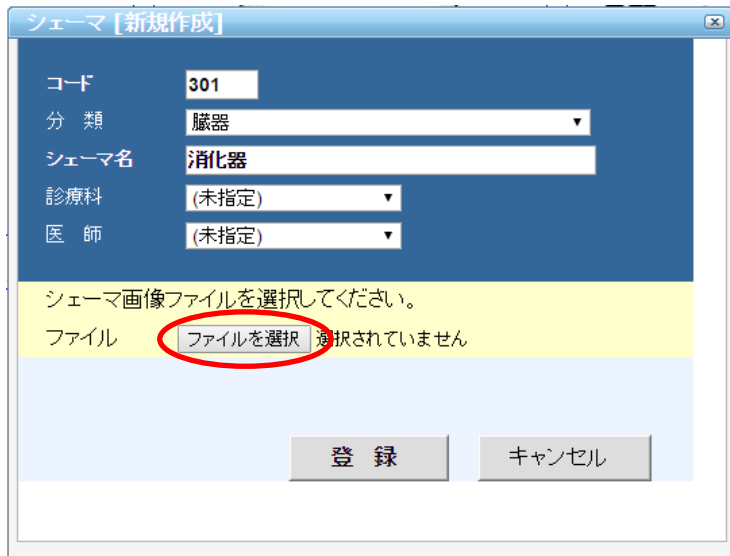 シェーマ [新規作成]
コード 301
分　類 臓器
シェーマ名 消化器
診療科 (未指定)
医　師 (未指定)
シェーマ画像ファイルを選択してください。
ファイル ファイルを選択 選択されていません
登　録 キャンセル